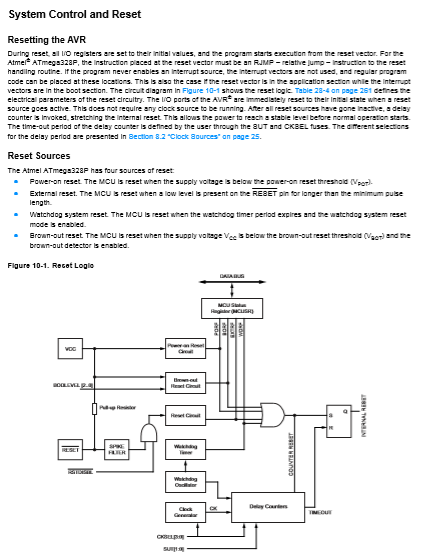 System Control and Reset
Resetting the AVR
During reset, all I/O registers are set to their initial values, and the program starts execution from the reset vector. For the
Atmel® ATmega328P, the instruction placed at the reset vector must be an RJMP – relative jump – instruction to the reset
handling routine. If the program never enables an interrupt source, the interrupt vectors are not used, and regular program
code can be placed at these locations. This is also the case if the reset vector is in the application section while the interrupt
vectors are in the boot section. The circuit diagram in Figure 10-1 shows the reset logic. Table 28-4 on page 261 defines the
electrical parameters of the reset circuitry. The I/O ports of the AVR® are immediately reset to their initial state when a reset
source goes active. This does not require any clock source to be running. After all reset sources have gone inactive, a delay
counter is invoked, stretching the internal reset. This allows the power to reach a stable level before normal operation starts.
The time-out period of the delay counter is defined by the user through the SUT and CKSEL fuses. The different selections
for the delay period are presented in Section 8.2 "Clock Sources" on page 25.
Reset Sources
The Atmel ATmega328P has four sources of reset:
• Power-on reset. The MCU is reset when the supply voltage is below the power-on reset threshold (VPOT).
• External reset. The MCU is reset when a low level is present on the RESET pin for longer than the minimum pulse
length.
• Watchdog system reset. The MCU is reset when the watchdog timer period expires and the watchdog system reset
mode is enabled.
• Brown-out reset. The MCU is reset when the supply voltage VCC is below the brown-out reset threshold (VBOT) and the
brown-out detector is enabled.
Figure 10-1. Reset Logic
DATA BUS
MCU Status
Register (MCUSR)
PORF
BORF
EXTRF
WDRF
VCC
Power-on Reset
Circuit
BODLEVEL [2..0]
Brown-out
Reset Circuit
Pull-up Resistor
Reset Circuit
S
Q
R
INTERNAL RESET
RESET
SPIKE
FILTER
RSTDISBL
Watchdog
Timer
COUNTER RESET
Watchdog
Oscillator
Clock
Generator
CK
Delay Counters
TIMEOUT
CKSEL[3:0]
SUT[1:0]